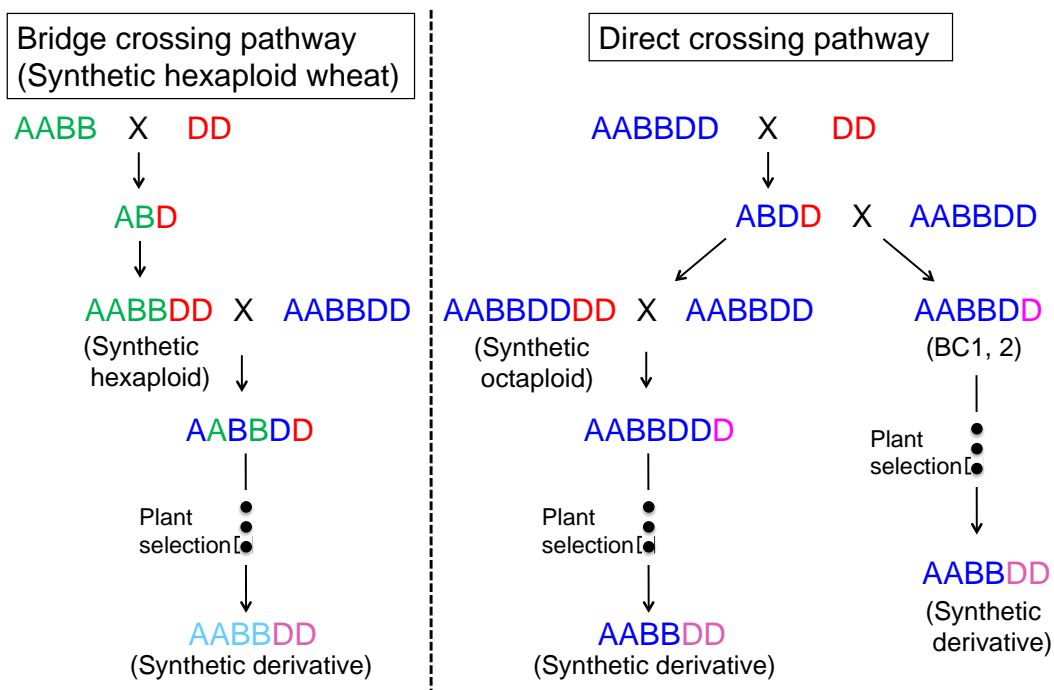 Bridge crossing pathway
(Synthetic hexaploid wheat)
AABB X DD
ABD
AABBDD X AABBDD
(Synthetic
hexaploid)
AABBDD
Plant
selection
AABBDD
(Synthetic derivative)
Direct crossing pathway
AABBDD X DD
ABDD X AABBDD
AABBDDDD X AABBDD
(Synthetic
octaploid)
AABBDDD
Plant
selection
AABBDD
(Synthetic derivative)
AABBDD
(BC1, 2)
Plant
selection
AABBDD
(Synthetic
derivative)